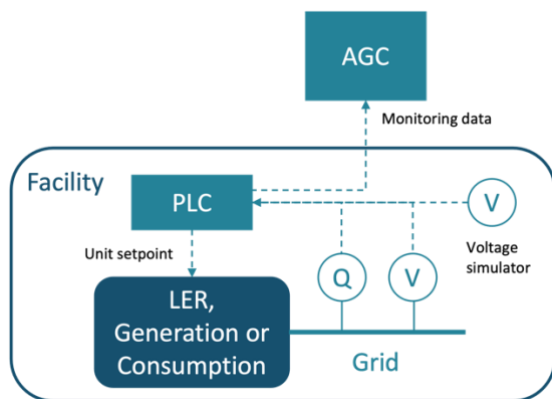 AGC
Monitoring data
Facility
PLC
V
Unit setpoint
Voltage
simulator
Q
V
LER,
Generation or
Consumption
Grid